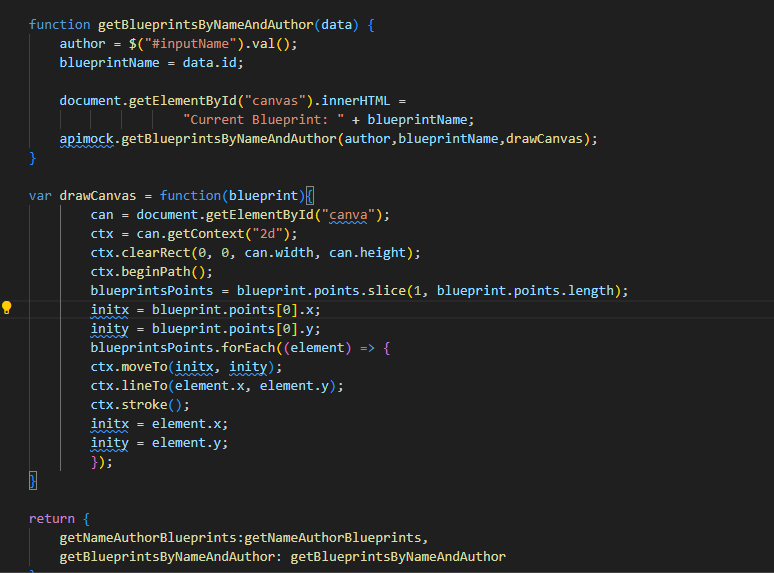 function getBlueprintsByNameAndAuthor(data) {
    author = $("#inputName").val();
    blueprintName = data.id;
    document.getElementById("canvas").innerHTML =
                    "Current Blueprint: " + blueprintName;
    apimock.getBlueprintsByNameAndAuthor(author,blueprintName,drawCanvas);
}
var drawCanvas = function(blueprint){
        can = document.getElementById("canva");
        ctx = can.getContext("2d");
        ctx.clearRect(0, 0, can.width, can.height);
        ctx.beginPath();
        blueprintsPoints = blueprint.points.slice(1, blueprint.points.length);
        initx = blueprint.points[0].x;
        inity = blueprint.points[0].y;
        blueprintsPoints.forEach((element) => {
        ctx.moveTo(initx, inity);
        ctx.lineTo(element.x, element.y);
        ctx.stroke();
        initx = element.x;
        inity = element.y;
        });
}
return {
    getNameAuthorBlueprints:getNameAuthorBlueprints,
    getBlueprintsByNameAndAuthor: getBlueprintsByNameAndAuthor